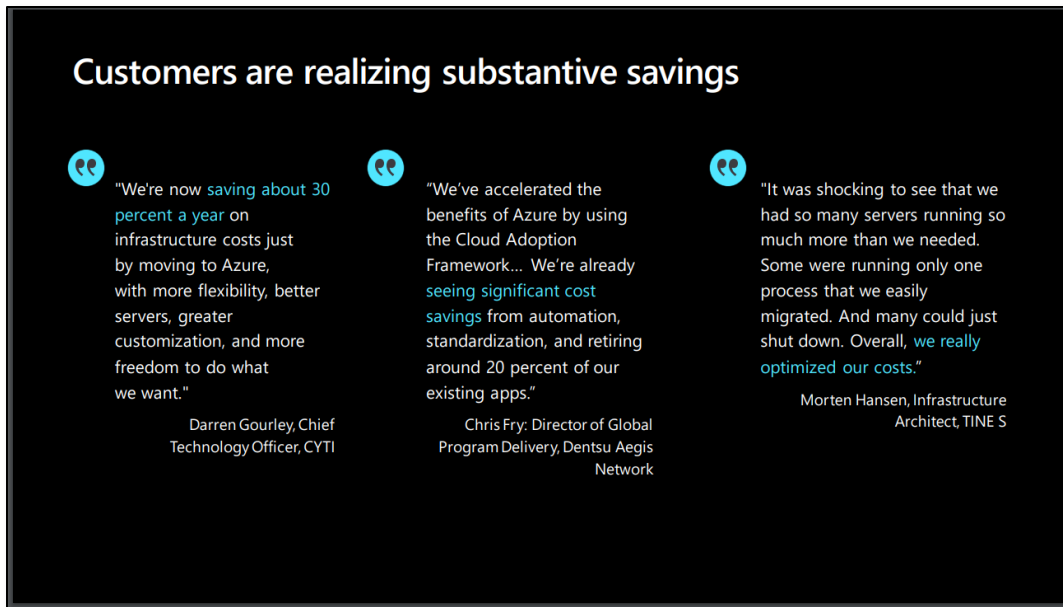 Customers are realizing substantive savings
"We're now saving about 30
percent a year on
infrastructure costs just
by moving to Azure,
with more flexibility, better
servers, greater
customization, and more
freedom to do what
we want."
Darren Gourley, Chief
Technology Officer, CYTI
“We’ve accelerated the
benefits of Azure by using
the Cloud Adoption
Framework... We’re already
seeing significant cost
savings from automation,
standardization, and retiring
around 20 percent of our
existing apps.”
Chris Fry: Director of Global
Program Delivery, Dentsu Aegis
Network
"It was shocking to see that we
had so many servers running so
much more than we needed.
Some were running only one
process that we easily
migrated. And many could just
shut down. Overall, we really
optimized our costs.”
Morten Hansen, Infrastructure
Architect, TINE S